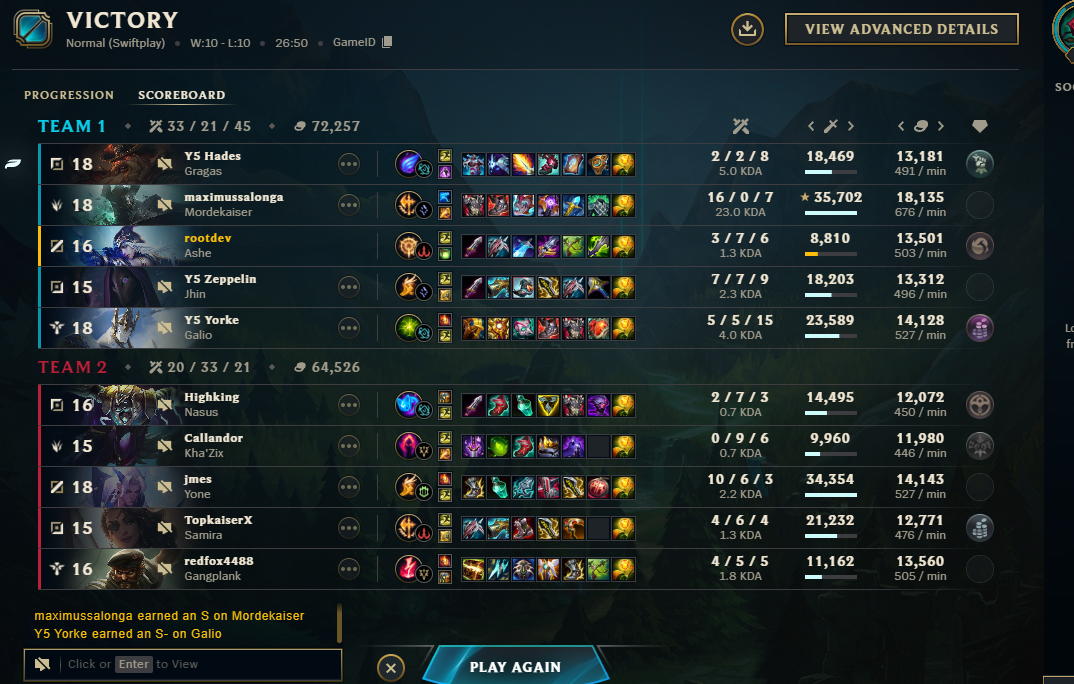 VICTORY
Normal (Swiftplay) • W:10 - L:10 • 26:50 • GameID
VIEW ADVANCED DETAILS
PROGRESSION SCOREBOARD
TEAM 1 • 33 / 21 / 45 • 72,257
18 Y5 Hades 2 / 2 / 8 18,469 13,181
Gragas 5.0 KDA 491 / min
18 maximussalonga 16 / 0 / 7 35,702 18,135
Mordekaiser 23.0 KDA 676 / min
16 rootdev 3 / 7 / 6 8,810 13,501
Ashe 1.3 KDA 503 / min
15 Y5 Zeppelin 7 / 7 / 9 18,203 13,312
Jhin 2.3 KDA 496 / min
18 Y5 Yorke 5 / 5 / 15 23,589 14,128
Galio 4.0 KDA 527 / min
TEAM 2 • 20 / 33 / 21 • 64,526
16 Highking 2 / 7 / 3 14,495 12,072
Nasus 0.7 KDA 450 / min
15 Callandor 0 / 9 / 6 9,960 11,980
Kha'Zix 0.7 KDA 446 / min
18 jmes 10 / 6 / 3 34,354 14,143
Yone 2.2 KDA 527 / min
15 TopkaiserX 4 / 6 / 4 21,232 12,771
Samira 1.3 KDA 476 / min
16 redfox4488 4 / 5 / 5 11,162 13,560
Gangplank 1.8 KDA 505 / min
maximussalonga earned an S on Mordekaiser
Y5 Yorke earned an S- on Galio
Click or Enter to View
PLAY AGAIN